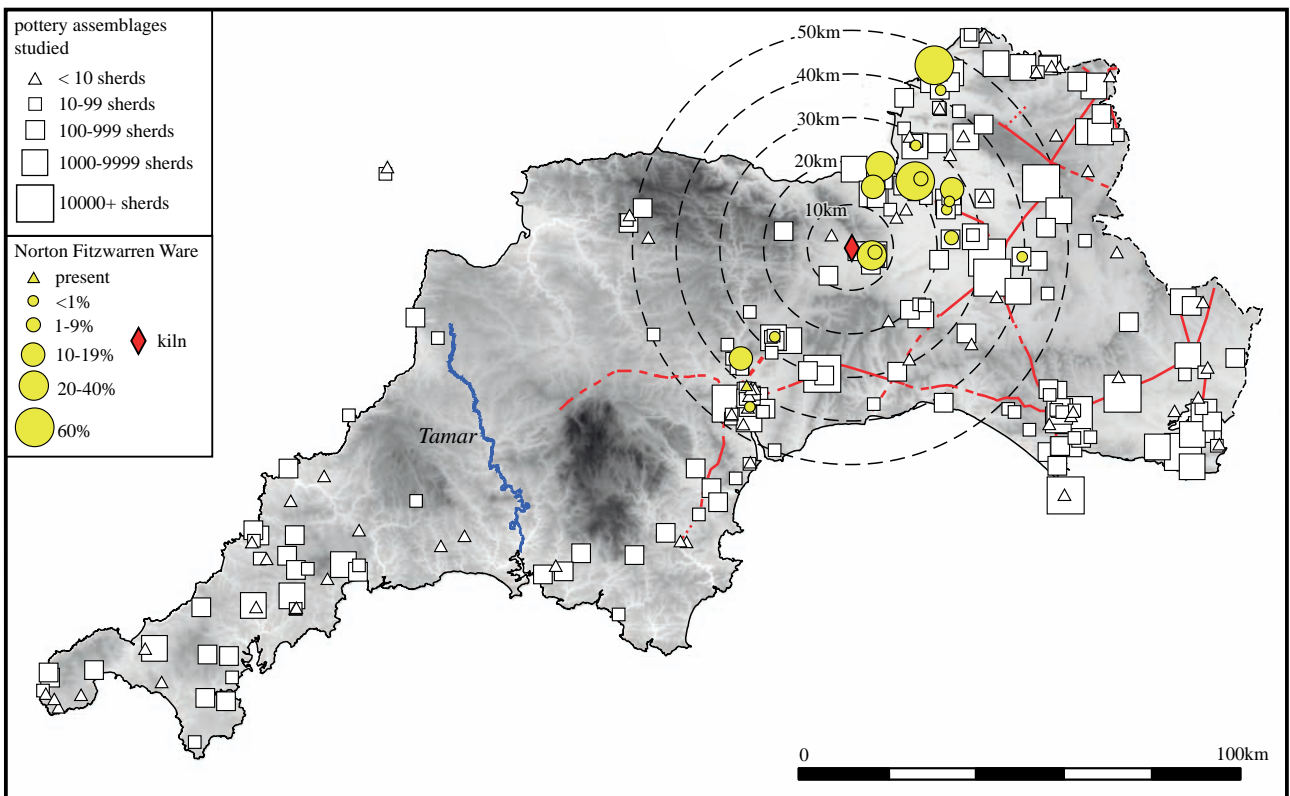 pottery assemblages
studied
< 10 sherds
10-99 sherds
100-999 sherds
1000-9999 sherds
10000+ sherds
Norton Fitzwarren Ware
present
<1%
1-9%
10-19%
20-40%
60%
kiln
50km
40km
30km
20km
10km
Tamar
0 100km